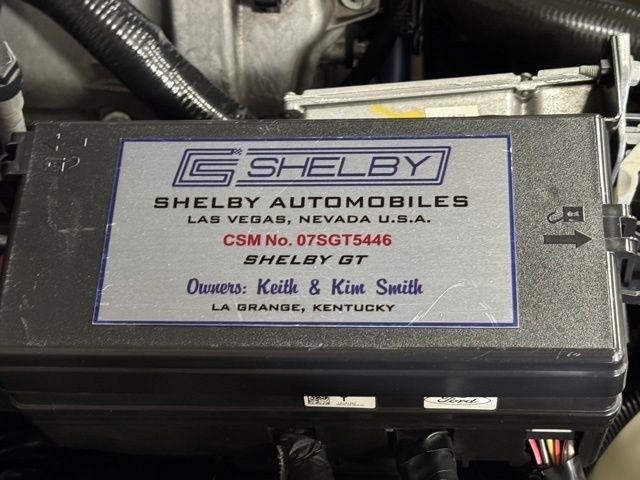 CS SHELBY
SHELBY AUTOMOBILES
LAS VEGAS, NEVADA U.S.A.
CSM No. 07SGT5446
SHELBY GT
Owners: Keith & Kim Smith
LA GRANGE, KENTUCKY
Ford